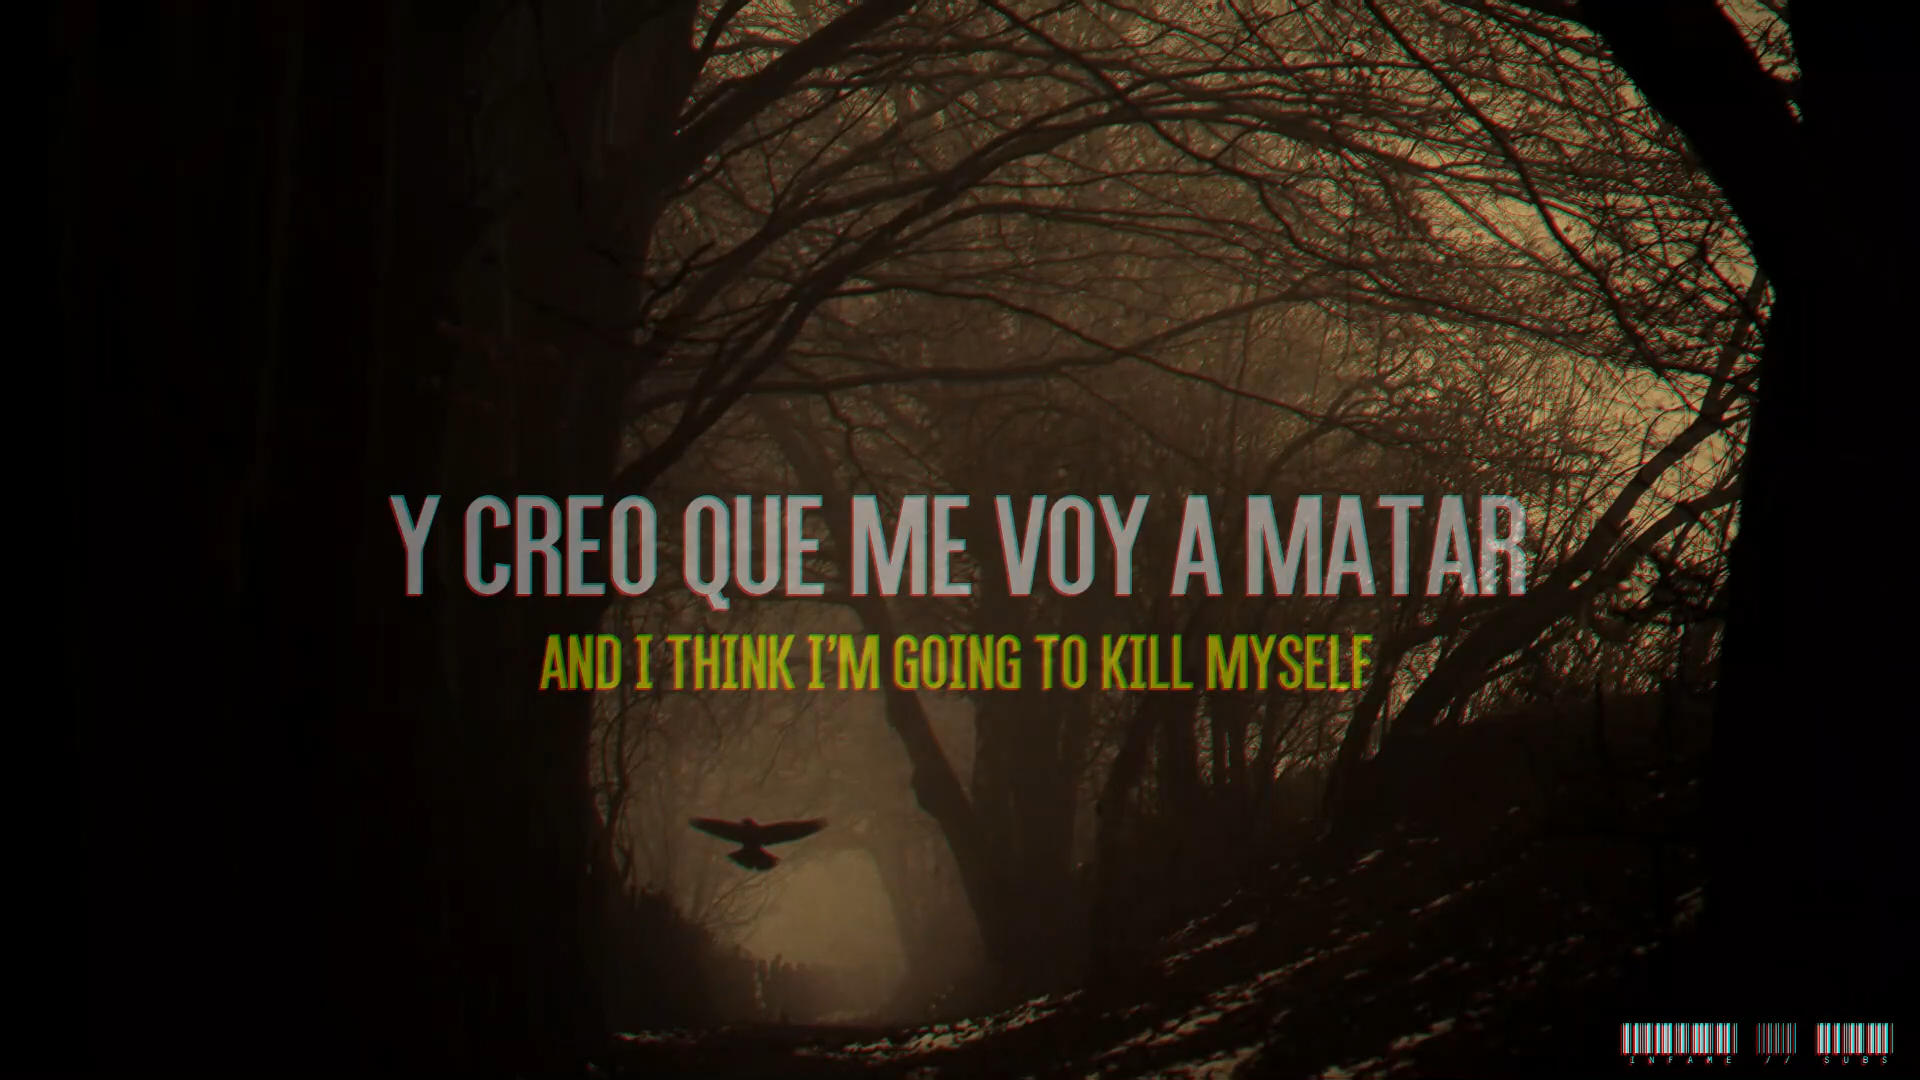 Y CREO QUE ME VOY A MATAR
AND I THINK I'M GOING TO KILL MYSELF
INFAME // SUBS